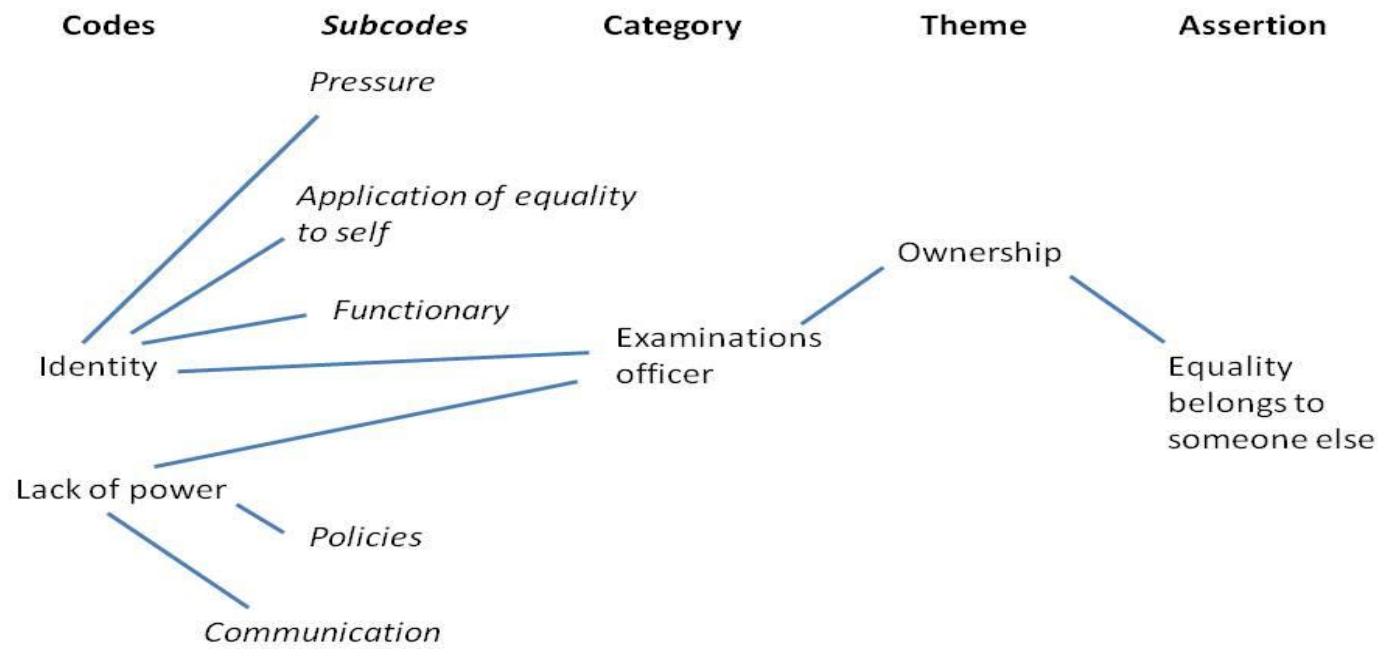 Codes Subcodes Category Theme Assertion
Pressure
Application of equality
to self
Ownership
Functionary
Examinations
officer
Identity
Equality
belongs to
someone else
Lack of power
Policies
Communication